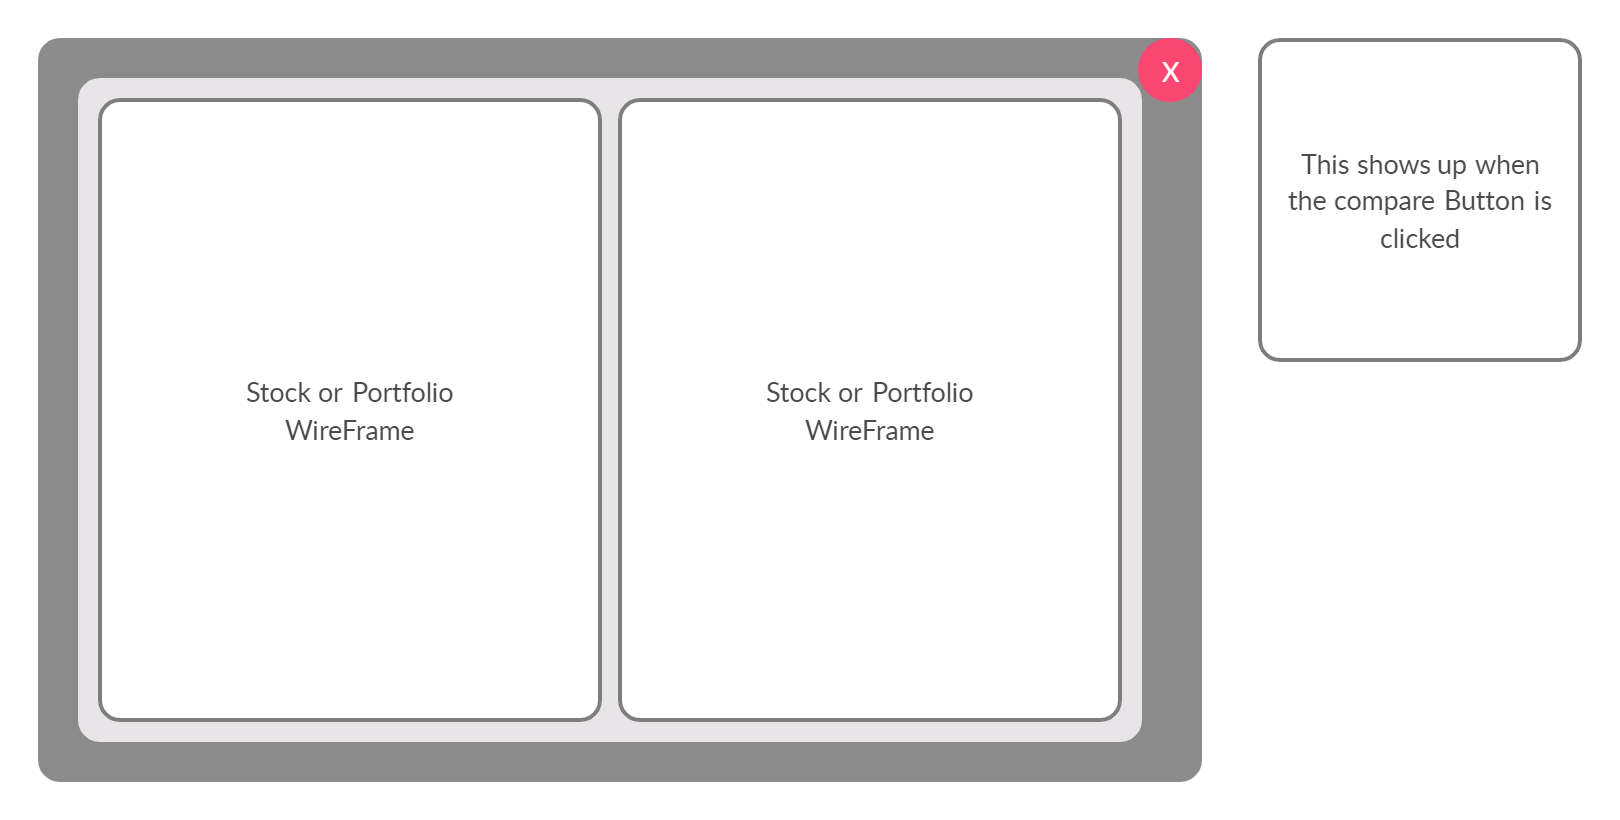 X
Stock or Portfolio
WireFrame
Stock or Portfolio
WireFrame
This shows up when
the compare Button is
clicked